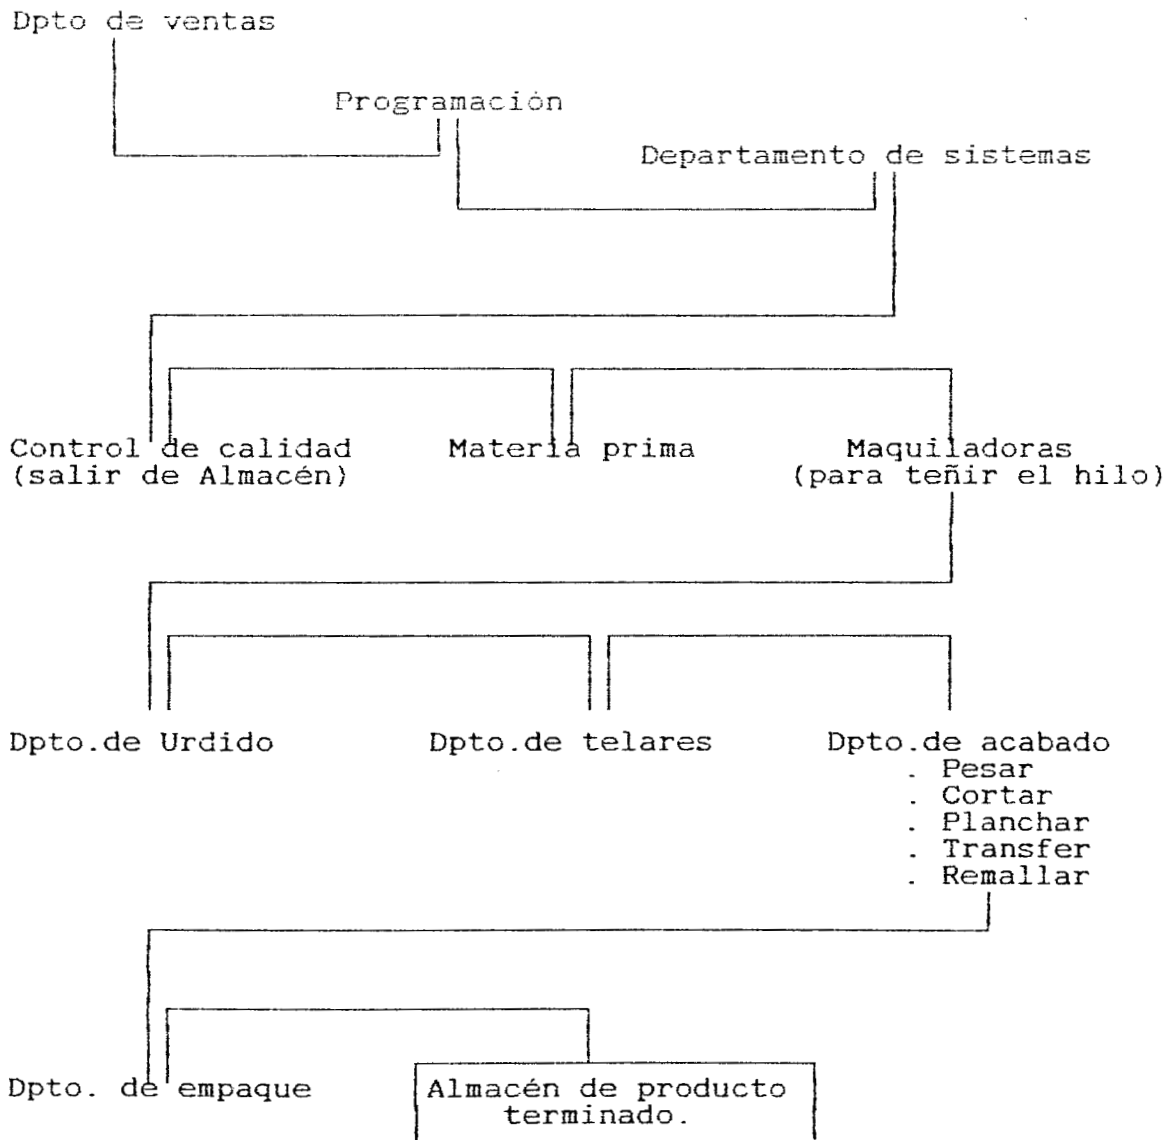 Dpto de ventas
Programación
Departamento de sistemas
Control de calidad
(salir de Almacén)
Materia prima
Maquiladoras
(para teñir el hilo)
Dpto.de Urdido
Dpto.de telares
Dpto.de acabado
. Pesar
. Cortar
. Planchar
. Transfer
. Remallar
Dpto. de empaque
Almacén de producto
terminado.